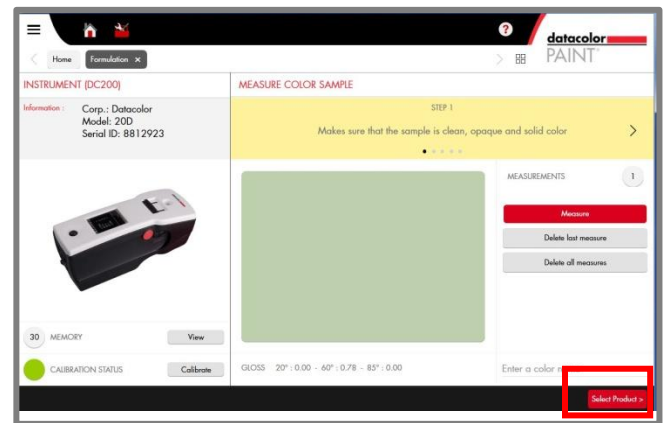 ?
datacolor
PAINT
Home
Formulation ×
INSTRUMENT (DC200)
Information :
Corp.: Datacolor
Model: 20D
Serial ID: 8812923
MEASURE COLOR SAMPLE
STEP 1
Makes sure that the sample is clean, opaque and solid color
MEASUREMENTS
1
Measure
Delete last measure
Delete all measures
30 MEMORY
View
CALIBRATION STATUS
Calibrate
GLOSS 20° : 0.00 - 60° : 0.78 - 85° : 0.00
Enter a color
Select Product »